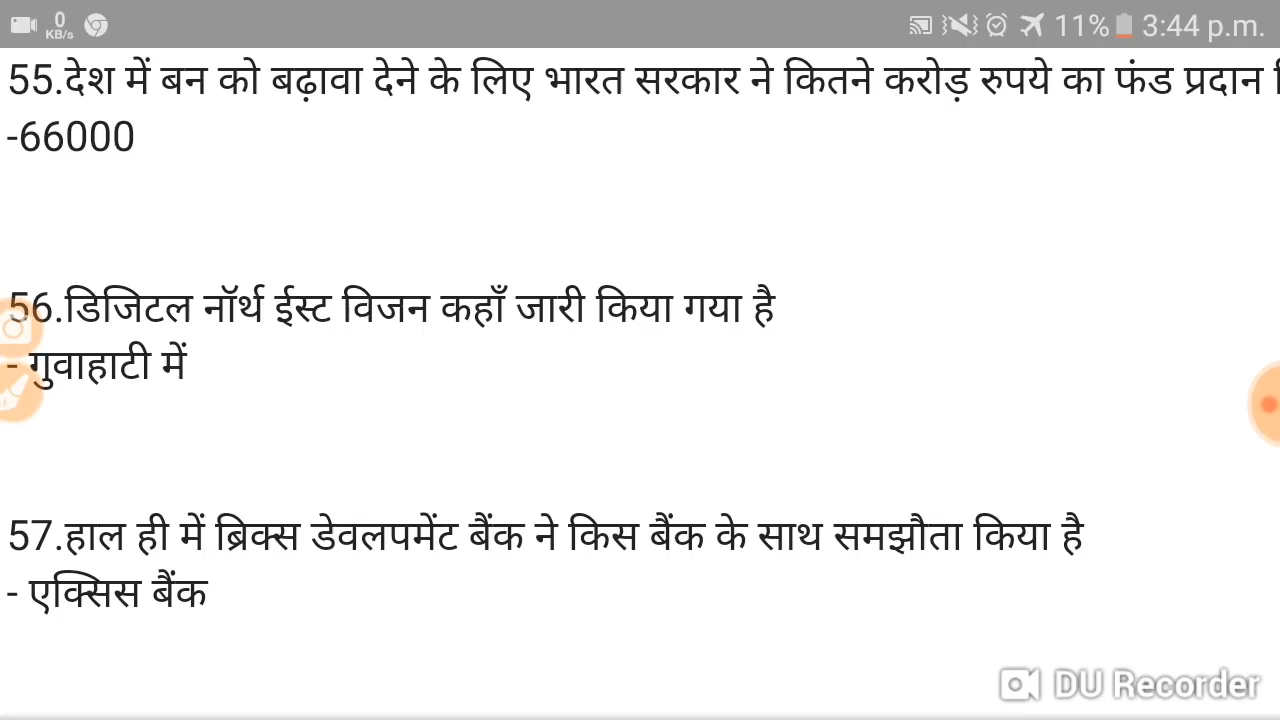 0
KB/s
11% 3:44 p.m.
55.देश में बन को बढ़ावा देने के लिए भारत सरकार ने कितने करोड़ रुपये का फंड प्रदान
-66000
56.डिजिटल नॉर्थ ईस्ट विजन कहाँ जारी किया गया है
- गुवाहाटी में
57.हाल ही में ब्रिक्स डेवलपमेंट बैंक ने किस बैंक के साथ समझौता किया है
- एक्सिस बैंक
DU Recorder